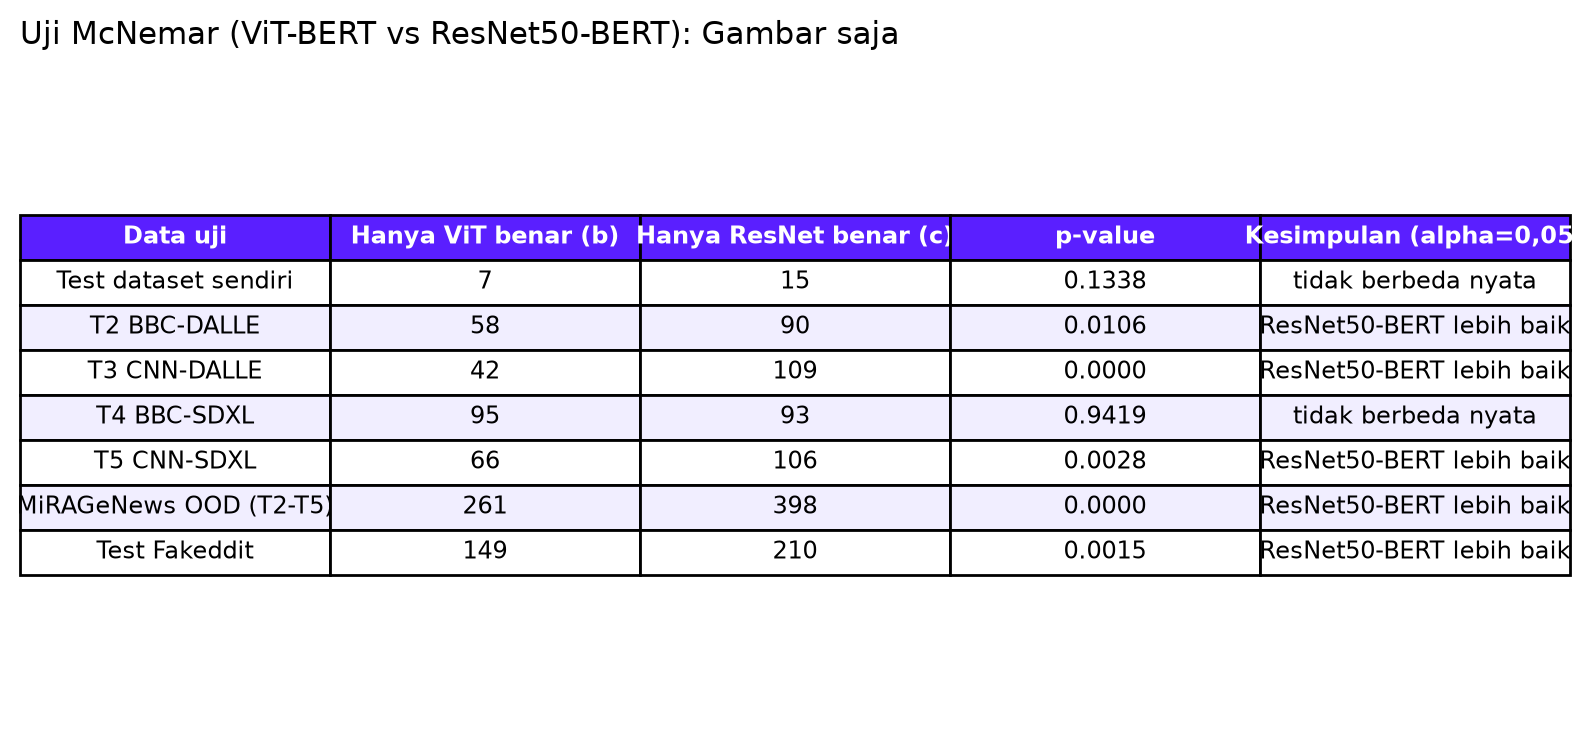 Uji McNemar (ViT-BERT vs ResNet50-BERT): Gambar saja
Data uji Hanya ViT benar (b) Hanya ResNet benar (c) p-value Kesimpulan (alpha=0,05
Test dataset sendiri 7 15 0.1338 tidak berbeda nyata
T2 BBC-DALLE 58 90 0.0106 ResNet50-BERT lebih baik
T3 CNN-DALLE 42 109 0.0000 ResNet50-BERT lebih baik
T4 BBC-SDXL 95 93 0.9419 tidak berbeda nyata
T5 CNN-SDXL 66 106 0.0028 ResNet50-BERT lebih baik
MiRAGeNews OOD (T2-T5) 261 398 0.0000 ResNet50-BERT lebih baik
Test Fakeddit 149 210 0.0015 ResNet50-BERT lebih baik